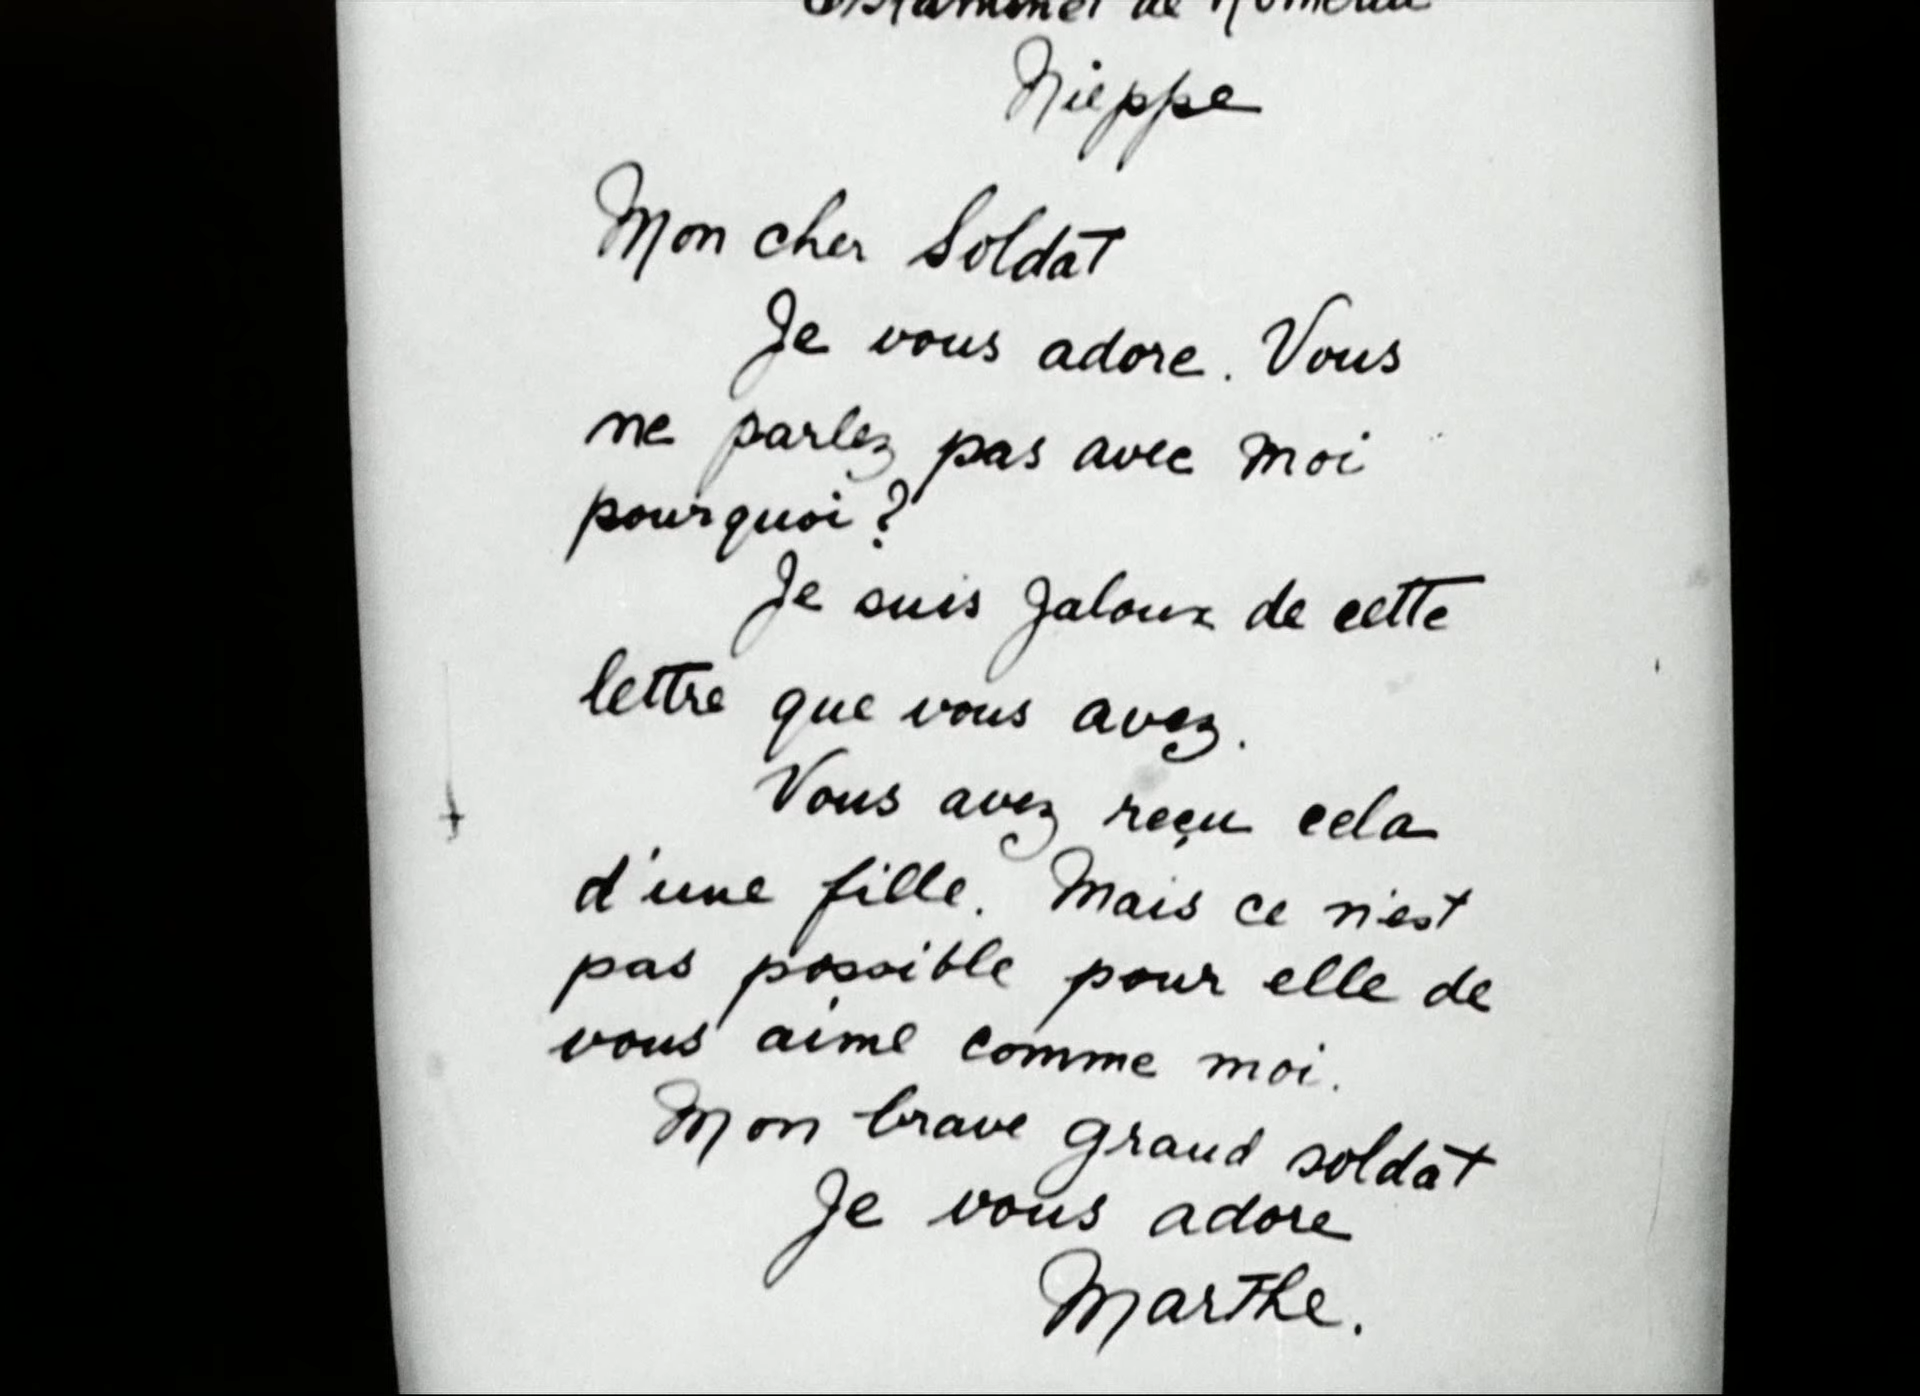 de
Nieppe
Mon cher Soldat
Je vous adore. Vous
ne parlez pas avec moi
pourquoi?
Je suis Jaloux de cette
lettre que vous avez.
Vous avez reçu cela
d'une fille. Mais ce n'est
pas possible pour elle de
vous aime comme moi.
Mon brave grand soldat
Je vous adore
Marthe.